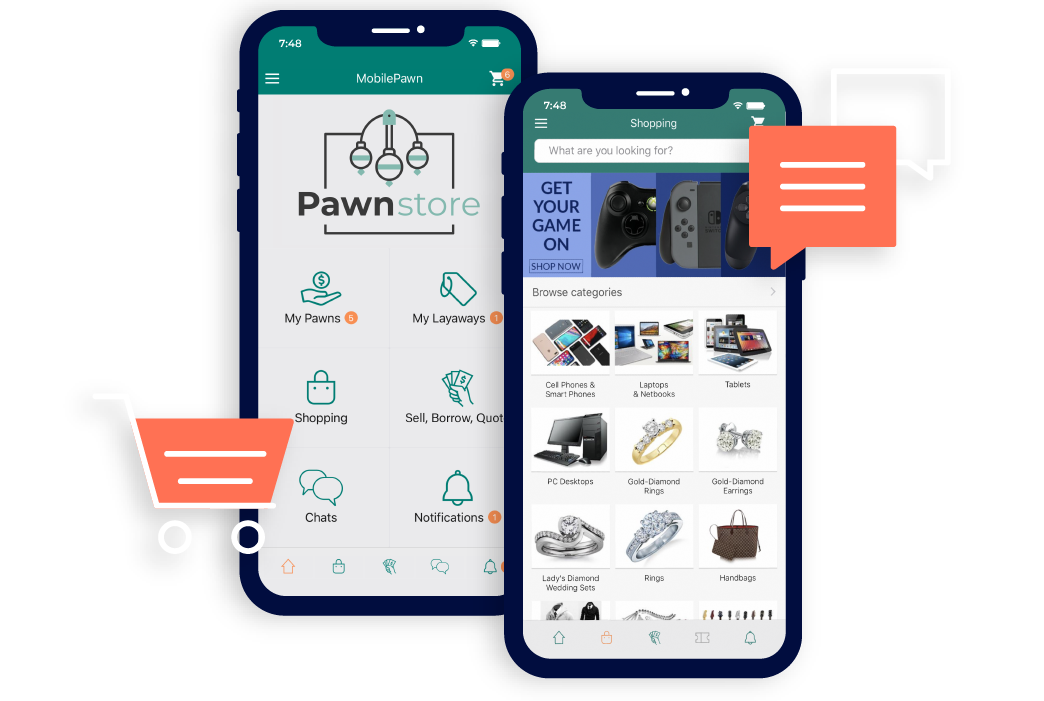 7:48
MobilePawn
6
Pawnstore
My Pawns 5
My Layaways 1
Shopping
Sell, Borrow, Quot
Chats
Notifications 1
7:48
Shopping
What are you looking for?
GET
YOUR
GAME
ON
SHOP NOW
Browse categories
Cell Phones &
Smart Phones
Laptops
& Netbooks
Tablets
PC Desktops
Gold-Diamond
Rings
Gold-Diamond
Earrings
Lady's Diamond
Wedding Sets
Rings
Handbags